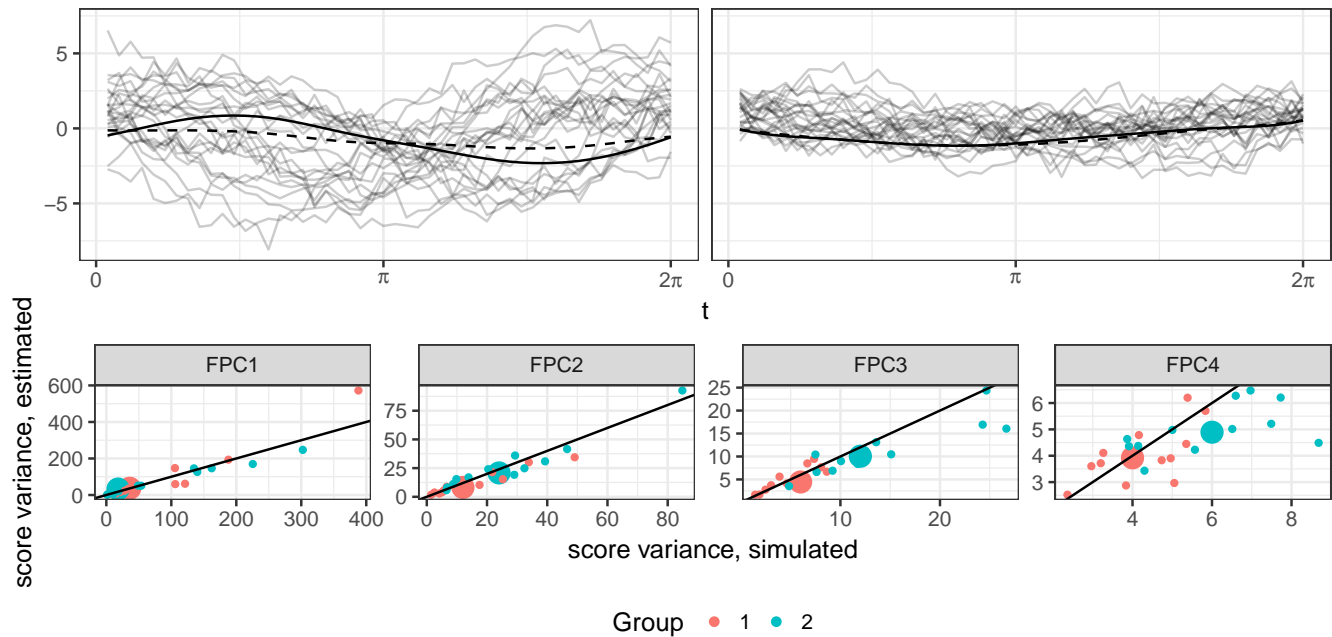 5
0
−5
0 π 2π
0 π 2π
t
FPC1 FPC2 FPC3 FPC4
score variance, estimated
600
400
200
0
0 100 200 300 400
75
50
25
0
0 20 40 60 80
25
20
15
10
5
10 20
6
5
4
3
4 6 8
score variance, simulated
Group 1 2